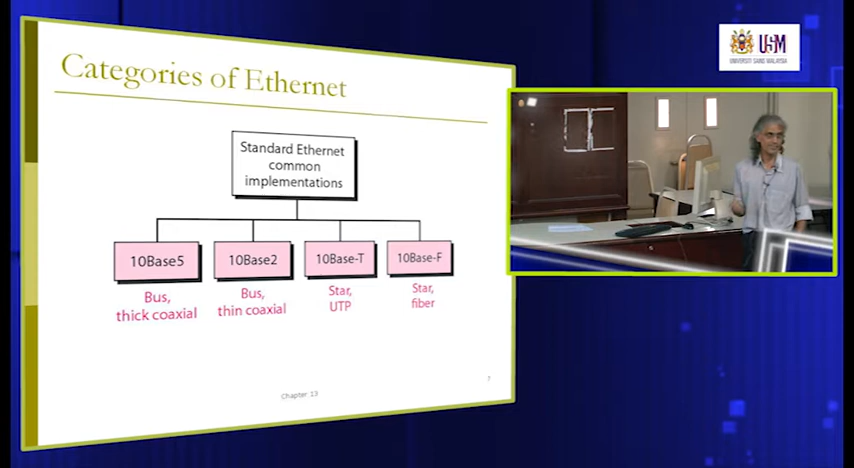 Categories of Ethernet
Standard Ethernet
common
implementations
10Base5
10Base2
10Base-T
10Base-F
Bus,
thick coaxial
Bus,
thin coaxial
Star,
UTP
Star,
fiber
7
Chapter 13
USM
UNIVERSITI SAINS MALAYSIA